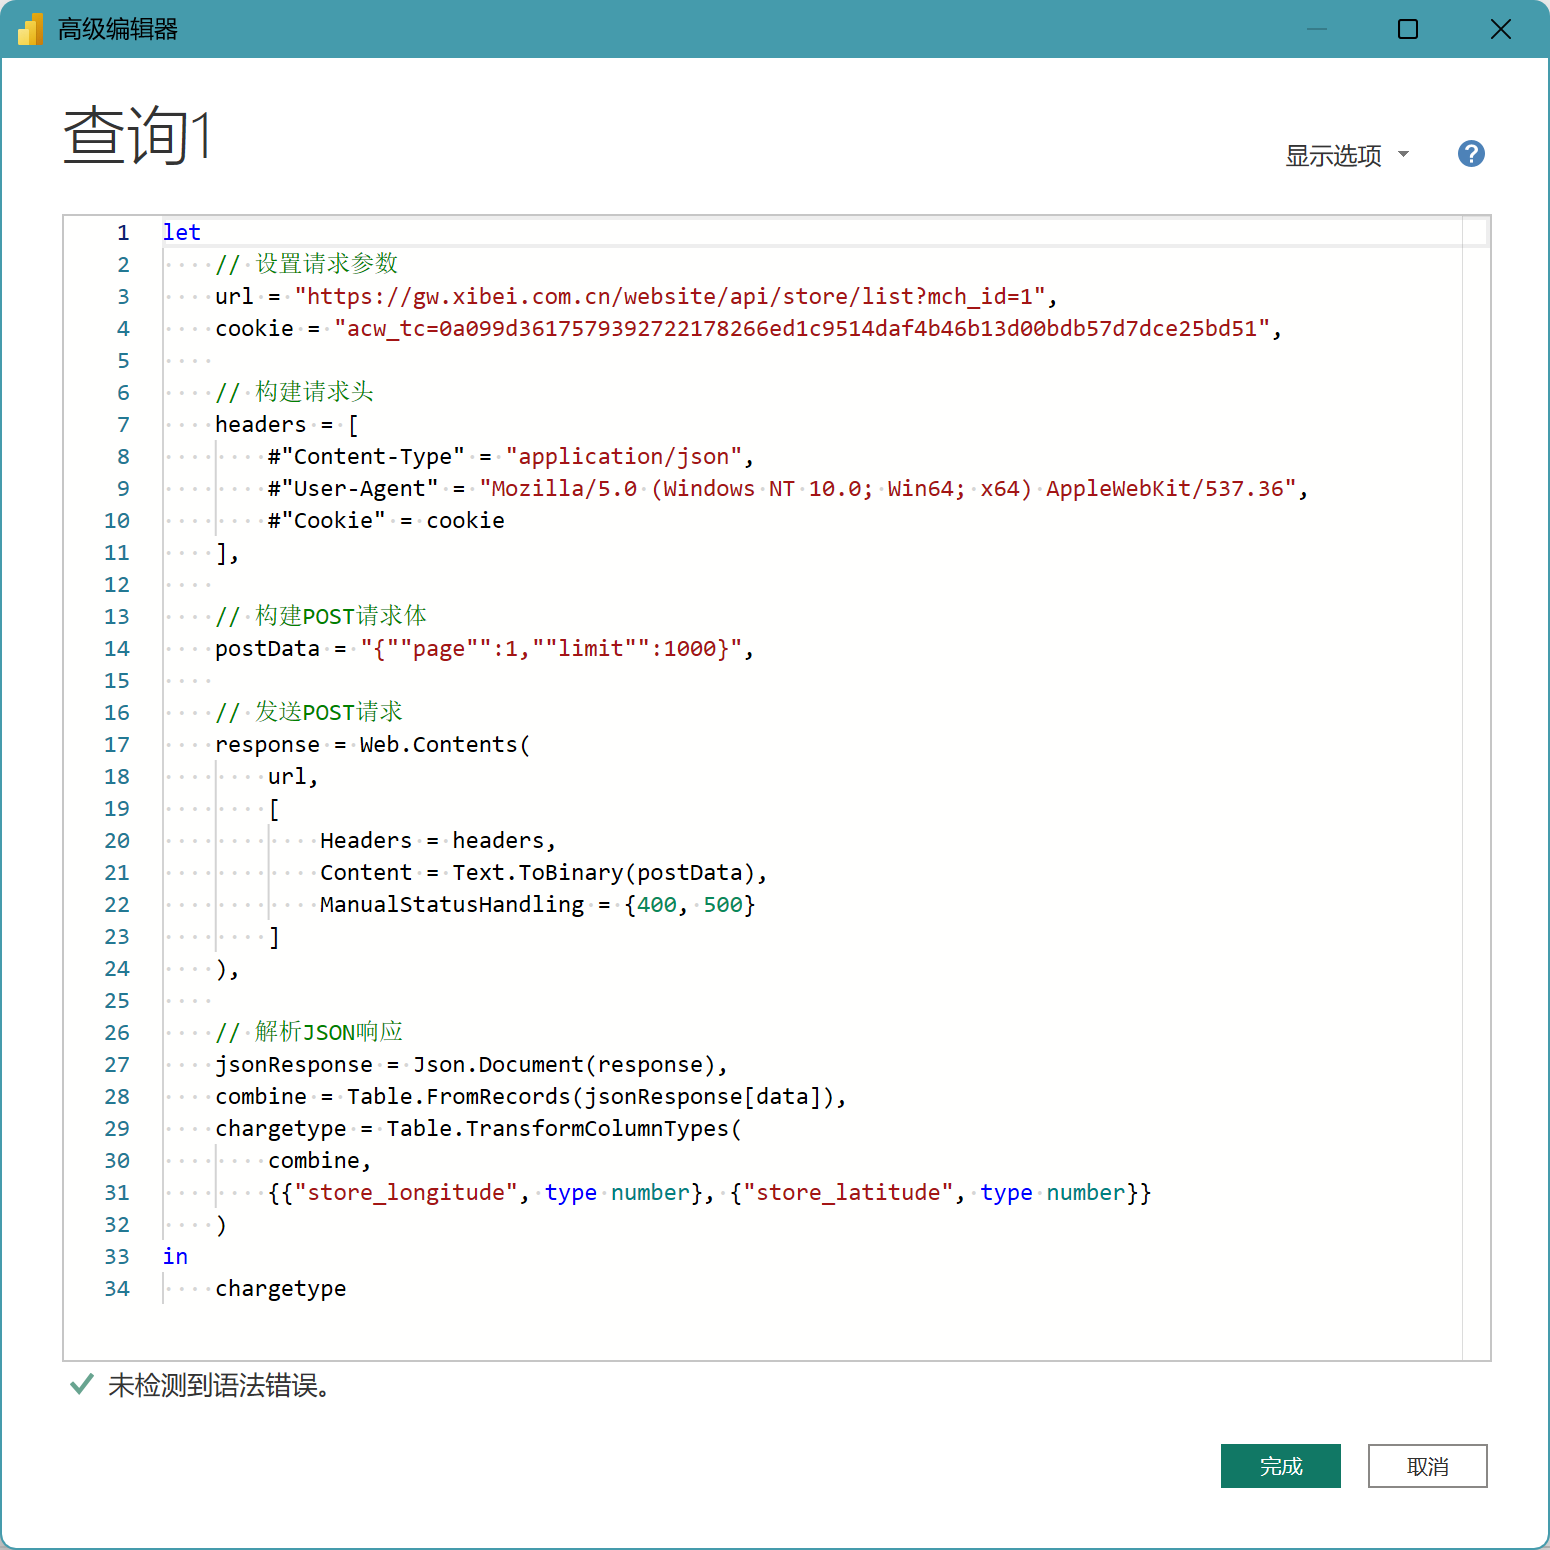 高级编辑器
查询1
显示选项
?
1 let
2 // 设置请求参数
3 url = "https://gw.xibei.com.cn/website/api/store/list?mch_id=1",
4 cookie = "acw_tc=0a099d3617579392722178266ed1c9514daf4b46b13d00bdb57d7dce25bd51",
5
6 // 构建请求头
7 headers = [
8 #"Content-Type" = "application/json",
9 #"User-Agent" = "Mozilla/5.0 (Windows NT 10.0; Win64; x64) AppleWebKit/537.36",
10 #"Cookie" = cookie
11 ],
12
13 // 构建POST请求体
14 postData = "{""page"":1,""limit"":1000}",
15
16 // 发送POST请求
17 response = Web.Contents(
18 url,
19 [
20 Headers = headers,
21 Content = Text.ToBinary(postData),
22 ManualStatusHandling = {400, 500}
23 ]
24 ),
25
26 // 解析JSON响应
27 jsonResponse = Json.Document(response),
28 combine = Table.FromRecords(jsonResponse[data]),
29 chargetype = Table.TransformColumnTypes(
30 combine,
31 {{"store_longitude", type number}, {"store_latitude", type number}}
32 )
33 in
34 chargetype
未检测到语法错误。
完成
取消